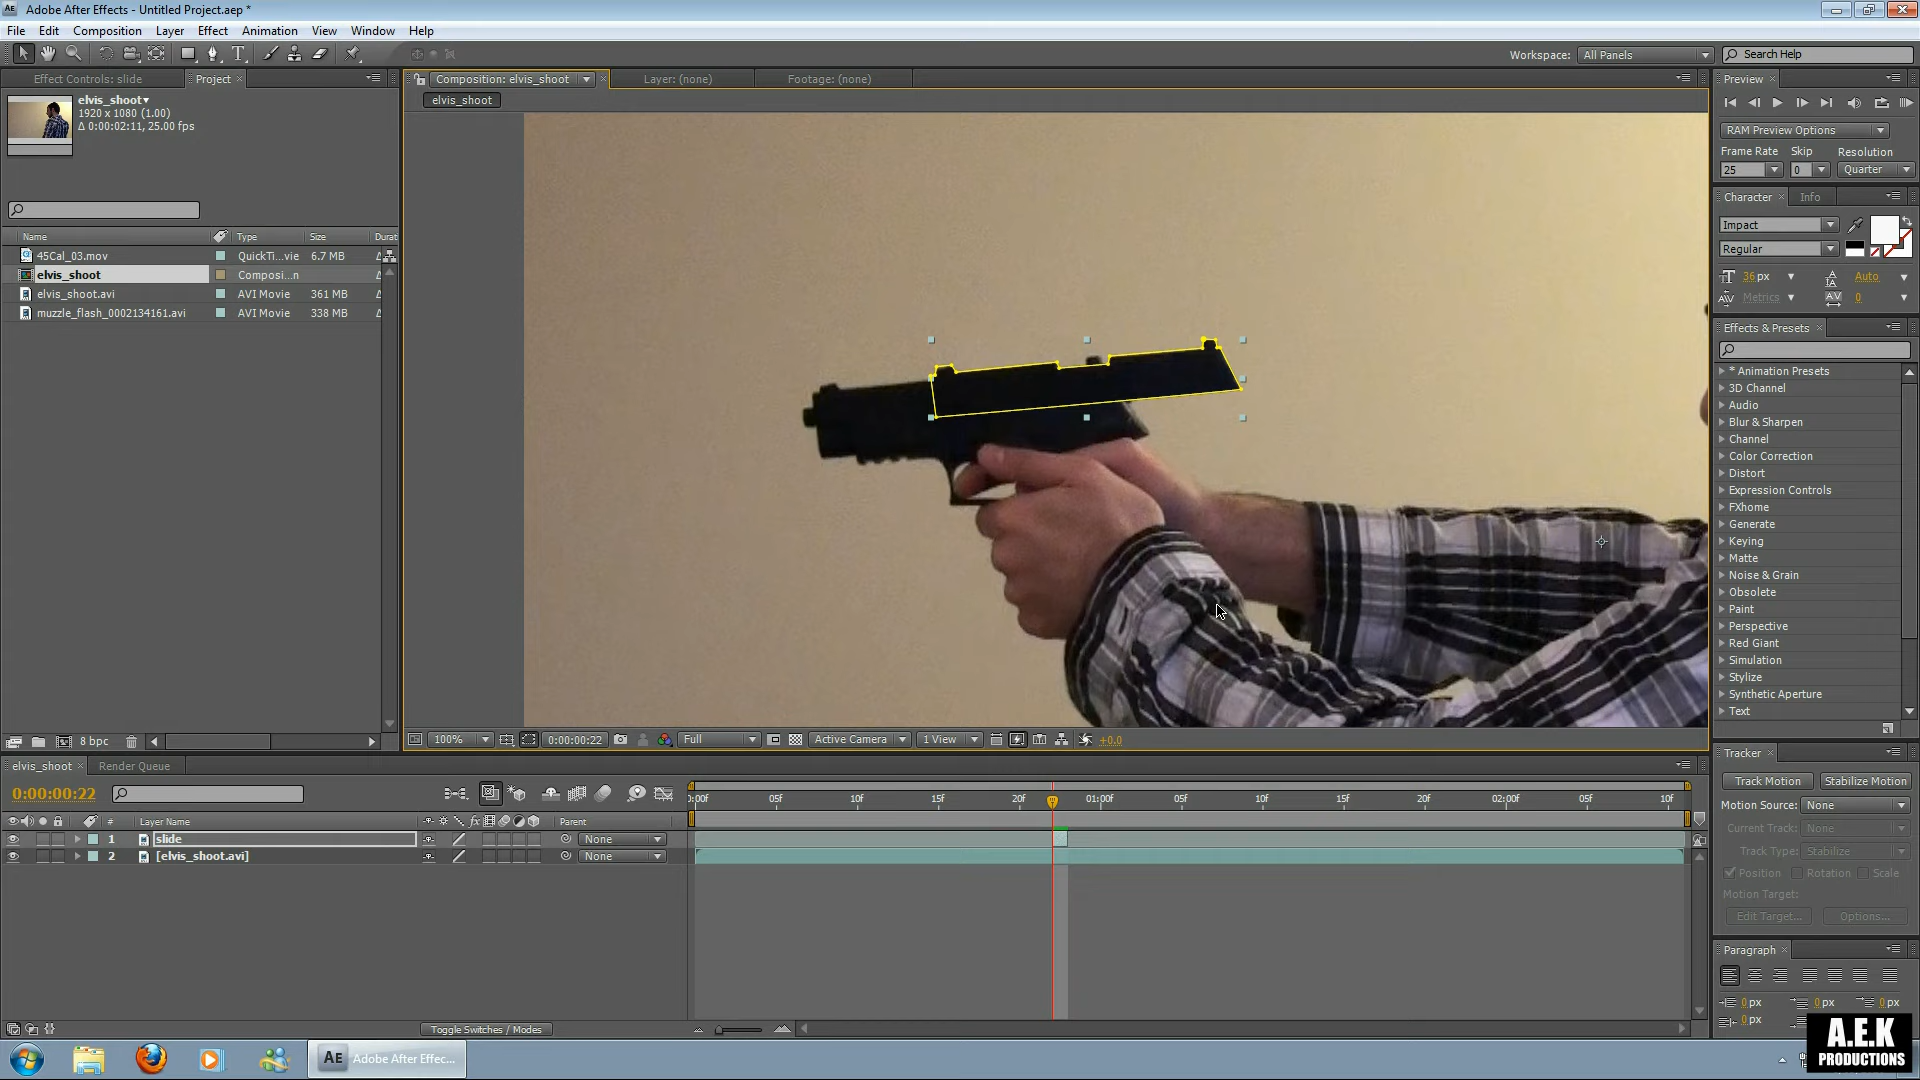 AE Adobe After Effects - Untitled Project.aep *
File Edit Composition Layer Effect Animation View Window Help
Workspace: All Panels Search Help
Effect Controls: slide Project Composition: elvis_shoot Layer: (none) Footage: (none) Preview
elvis_shoot
elvis_shoot
1920 x 1080 (1.00)
Δ 0:00:02:11, 25.00 fps
RAM Preview Options
Frame Rate Skip Resolution
25 0 Quarter
Character Info
Impact
Regular
36 px Auto
Metrics 0
Name Type Size Durat
45Cal_03.mov QuickTi...vie 6.7 MB Δ
elvis_shoot Composi...n Δ
elvis_shoot.avi AVI Movie 361 MB Δ
muzzle_flash_0002134161.avi AVI Movie 338 MB Δ
Effects & Presets
* Animation Presets
3D Channel
Audio
Blur & Sharpen
Channel
Color Correction
Distort
Expression Controls
FXhome
Generate
Keying
Matte
Noise & Grain
Obsolete
Paint
Perspective
Red Giant
Simulation
Stylize
Synthetic Aperture
Text
8 bpc
100% 0:00:00:22 Full Active Camera 1 View +0.0
elvis_shoot Render Queue
0:00:00:22
0:00f 05f 10f 15f 20f 01:00f 05f 10f 15f 20f 02:00f 05f 10f
# Layer Name fx Parent
1 slide None
2 [elvis_shoot.avi] None
Toggle Switches / Modes
Tracker
Track Motion Stabilize Motion
Motion Source: None
Current Track: None
Track Type: Stabilize
Position Rotation Scale
Motion Target:
Edit Target... Options...
Paragraph
0 px 0 px 0 px
0 px
AE Adobe After Effec...
A.E.K
PRODUCTIONS